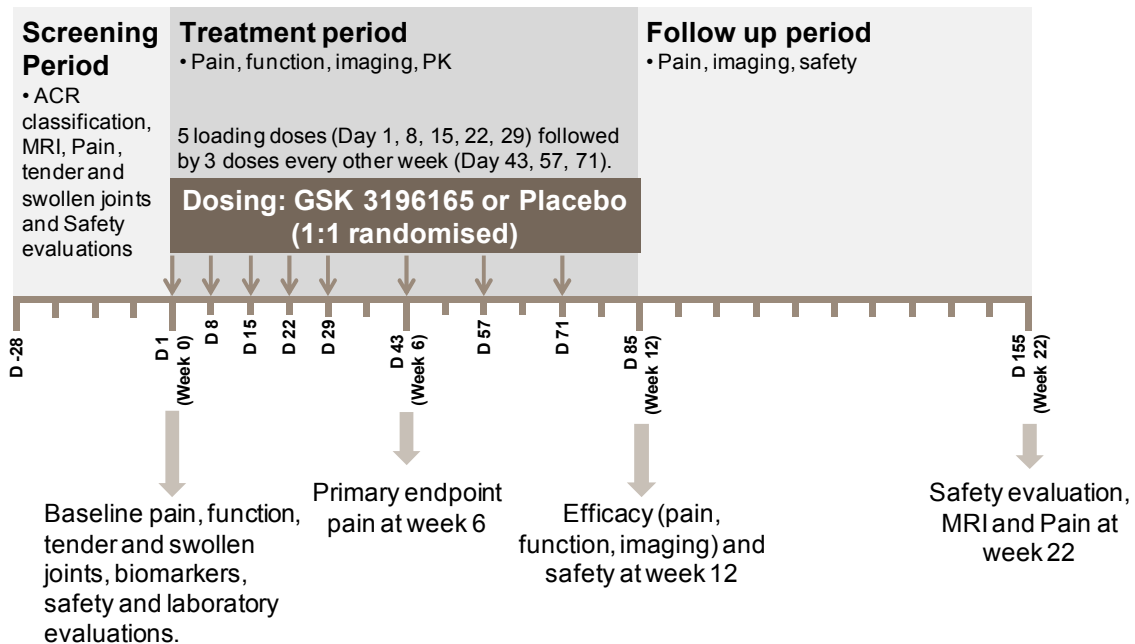 Screening
Period
• ACR
classification,
MRI, Pain,
tender and
swollen joints
and Safety
evaluations
Treatment period
• Pain, function, imaging, PK
5 loading doses (Day 1, 8, 15, 22, 29) followed
by 3 doses every other week (Day 43, 57, 71).
Dosing: GSK 3196165 or Placebo
(1:1 randomised)
Follow up period
• Pain, imaging, safety
D -28
D 1
(Week 0)
D 8
D 15
D 22
D 29
D 43
(Week 6)
D 57
D 71
D 85
(Week 12)
D 155
(Week 22)
Baseline pain, function,
tender and swollen
joints, biomarkers,
safety and laboratory
evaluations.
Primary endpoint
pain at week 6
Efficacy (pain,
function, imaging) and
safety at week 12
Safety evaluation,
MRI and Pain at
week 22